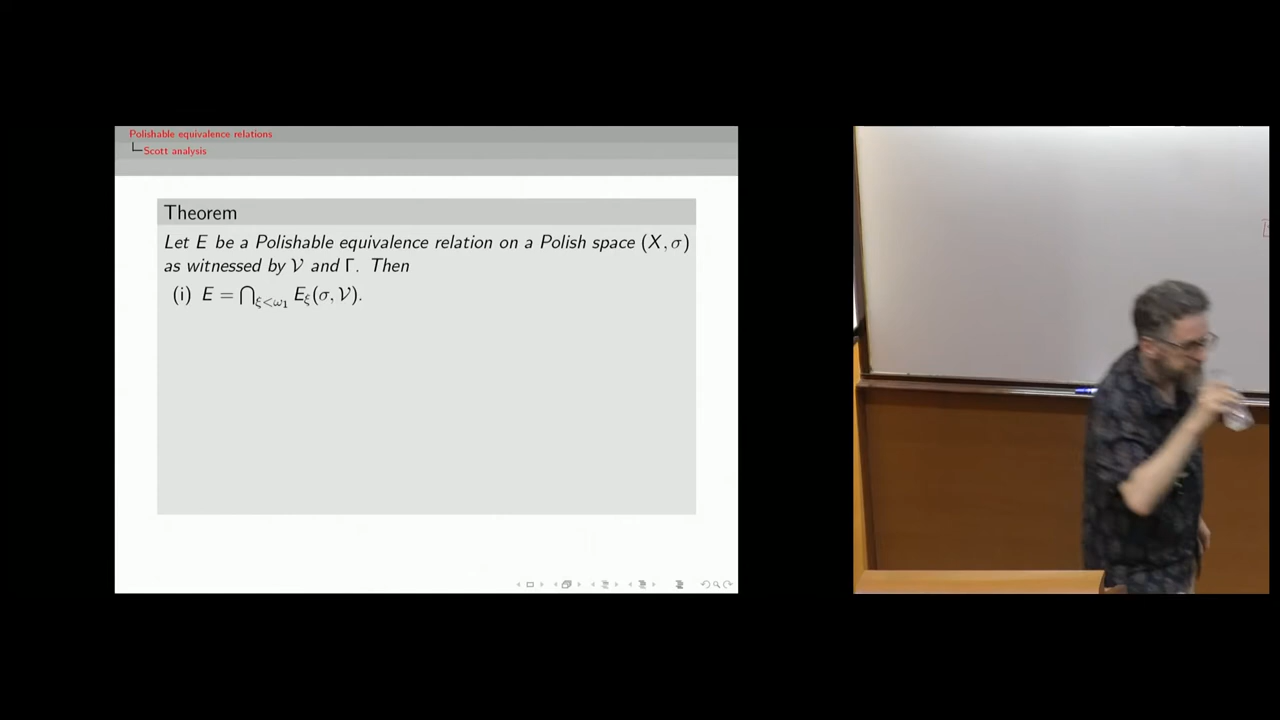 Polishable equivalence relations
Scott analysis
Theorem
Let E be a Polishable equivalence relation on a Polish space (X, σ)
as witnessed by 𝒱 and Γ. Then
(i) E = ⋂_{ξ<ω₁} E_ξ(σ, 𝒱).